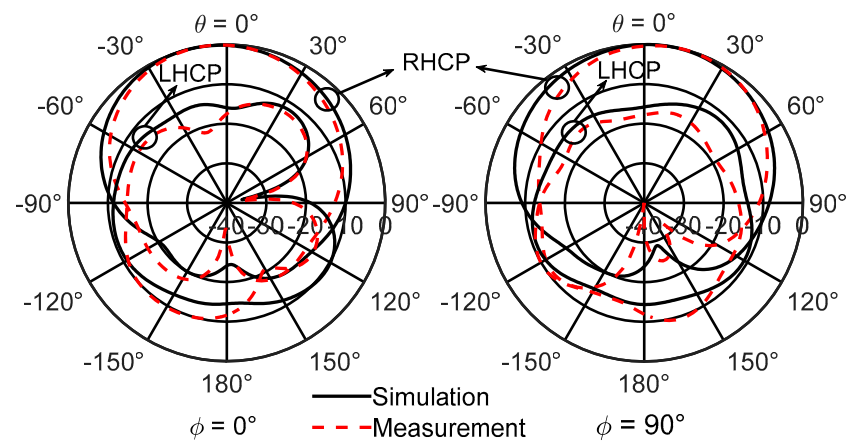 θ = 0° θ = 0°
-30° 30° -30° 30°
RHCP
LHCP LHCP
-60° 60° -60° 60°
-90° 90° -90° 90°
-40 -30 -20 -10 0 -40 -30 -20 -10 0
-120° 120° -120° 120°
-150° 150° -150° 150°
180° 180°
Simulation
ϕ = 0° Measurement ϕ = 90°